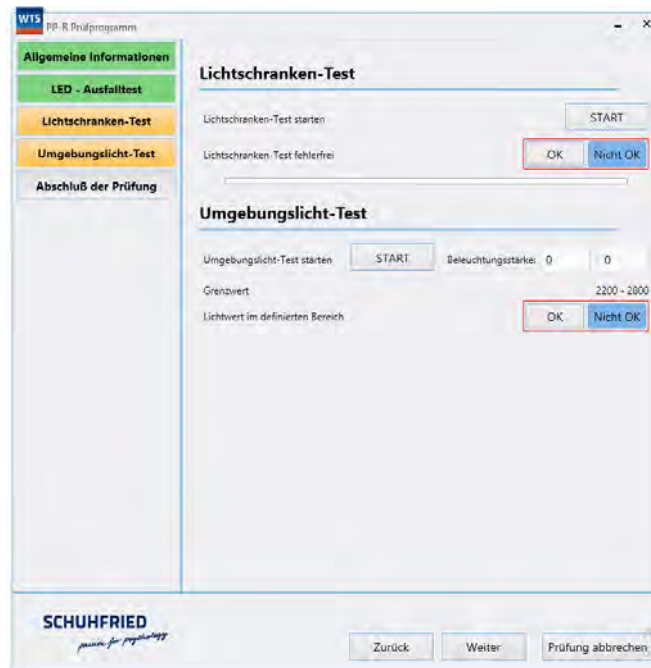 WTS
PP-R Prüfprogramm
Allgemeine Informationen
LED - Ausfalltest
Lichtschranken-Test
Umgebungslicht-Test
Abschluß der Prüfung
Lichtschranken-Test
Lichtschranken-Test starten START
Lichtschranken-Test fehlerfrei OK Nicht OK
Umgebungslicht-Test
Umgebungslicht-Test starten START Beleuchtungsstärke: 0 0
Grenzwert 2200 - 2800
Lichtwert im definierten Bereich OK Nicht OK
SCHUHFRIED
passion for psychology
Zurück Weiter Prüfung abbrechen